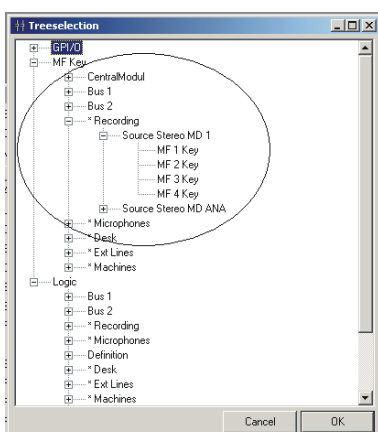 Treeselection
GPI/O
MF Key
CentralModul
Bus 1
Bus 2
* Recording
Source Stereo MD 1
MF 1 Key
MF 2 Key
MF 3 Key
MF 4 Key
Source Stereo MD ANA
* Microphones
* Desk
* Ext Lines
* Machines
Logic
Bus 1
Bus 2
* Recording
* Microphones
Definition
* Desk
* Ext Lines
* Machines
Cancel OK